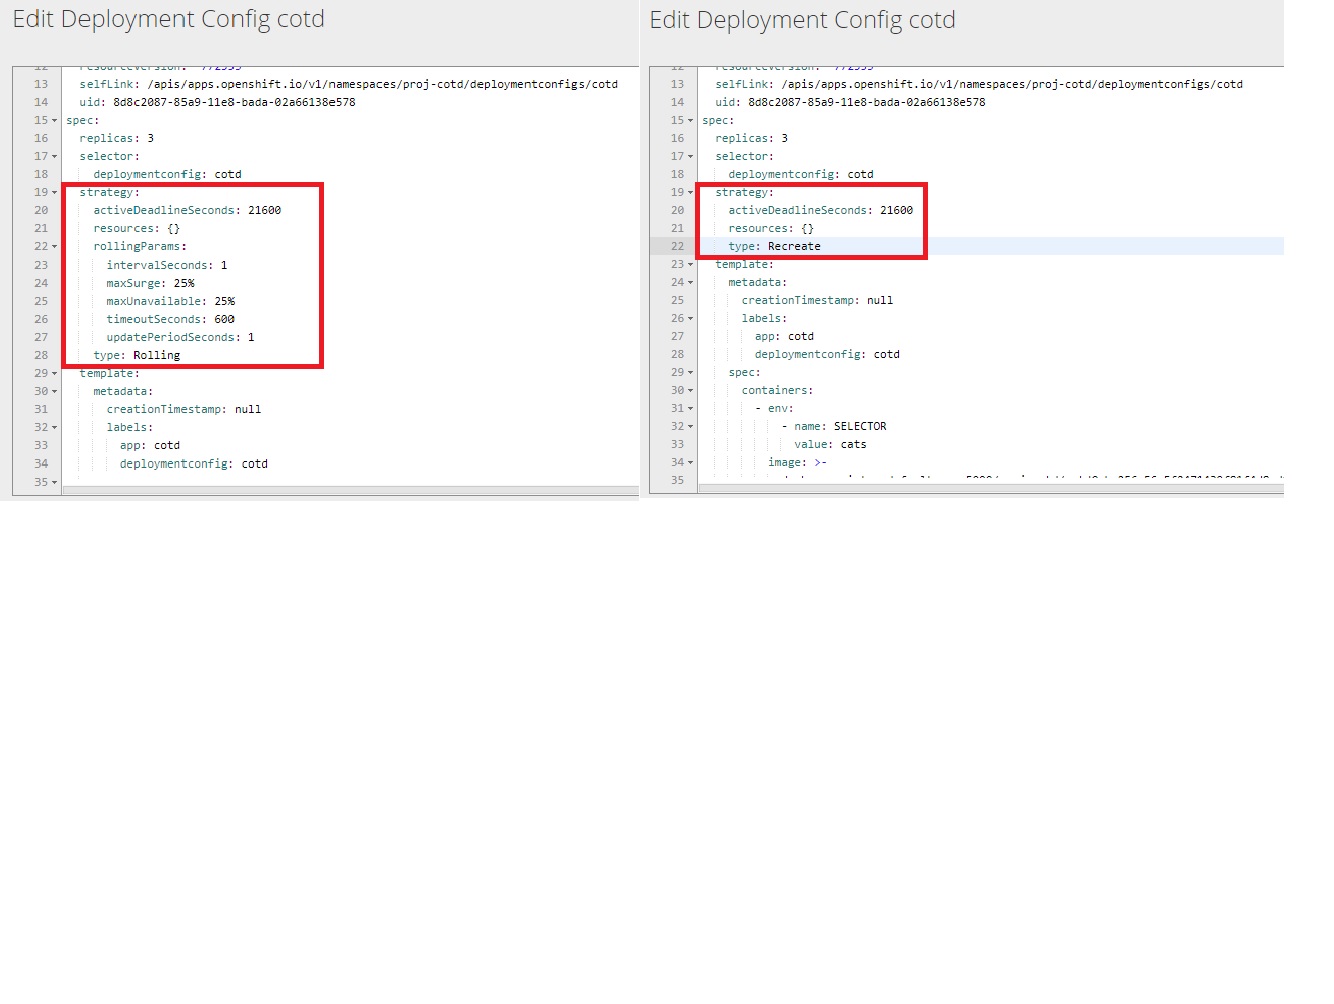 Edit Deployment Config cotd
13 selfLink: /apis/apps.openshift.io/v1/namespaces/proj-cotd/deploymentconfigs/cotd
14 uid: 8d8c2087-85a9-11e8-bada-02a66138e578
15 spec:
16 replicas: 3
17 selector:
18 deploymentconfig: cotd
19 strategy:
20 activeDeadlineSeconds: 21600
21 resources: {}
22 rollingParams:
23 intervalSeconds: 1
24 maxSurge: 25%
25 maxUnavailable: 25%
26 timeoutSeconds: 600
27 updatePeriodSeconds: 1
28 type: Rolling
29 template:
30 metadata:
31 creationTimestamp: null
32 labels:
33 app: cotd
34 deploymentconfig: cotd
35
Edit Deployment Config cotd
13 selfLink: /apis/apps.openshift.io/v1/namespaces/proj-cotd/deploymentconfigs/cotd
14 uid: 8d8c2087-85a9-11e8-bada-02a66138e578
15 spec:
16 replicas: 3
17 selector:
18 deploymentconfig: cotd
19 strategy:
20 activeDeadlineSeconds: 21600
21 resources: {}
22 type: Recreate
23 template:
24 metadata:
25 creationTimestamp: null
26 labels:
27 app: cotd
28 deploymentconfig: cotd
29 spec:
30 containers:
31 - env:
32 - name: SELECTOR
33 value: cats
34 image: >-
35